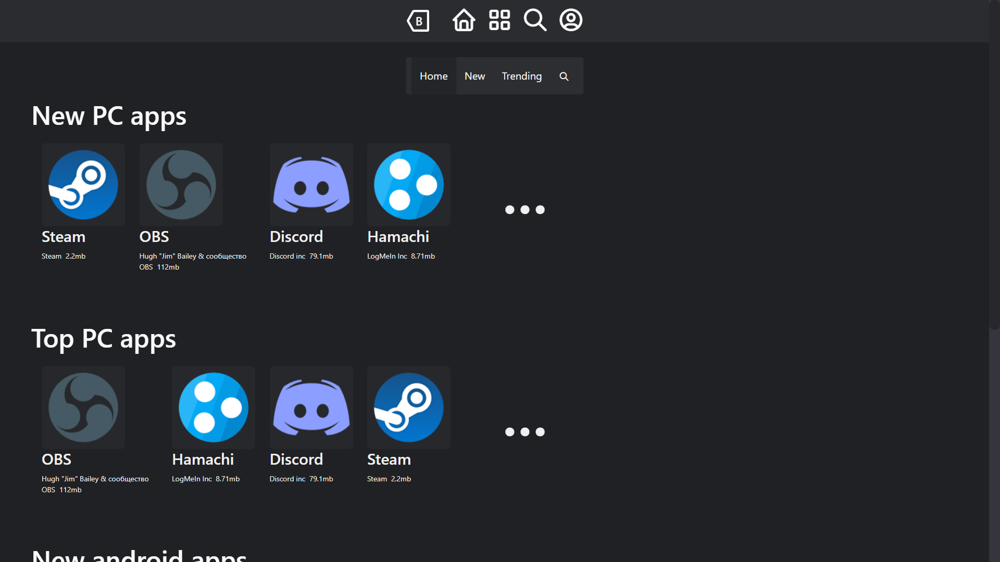 B
Home New Trending
New PC apps
Steam
Steam 2.2mb
OBS
Hugh "Jim" Bailey & сообщество
OBS 112mb
Discord
Discord inc 79.1mb
Hamachi
LogMeIn Inc 8.71mb
Top PC apps
OBS
Hugh "Jim" Bailey & сообщество
OBS 112mb
Hamachi
LogMeIn Inc 8.71mb
Discord
Discord inc 79.1mb
Steam
Steam 2.2mb
New android apps